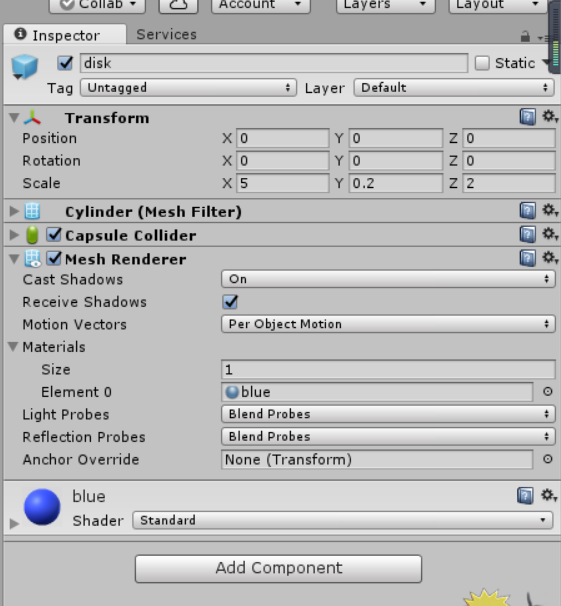 Collab Account Layers Layout
Inspector Services
disk Static
Tag Untagged Layer Default
Transform
Position X 0 Y 0 Z 0
Rotation X 0 Y 0 Z 0
Scale X 5 Y 0.2 Z 2
Cylinder (Mesh Filter)
Capsule Collider
Mesh Renderer
Cast Shadows On
Receive Shadows
Motion Vectors Per Object Motion
Materials
Size 1
Element 0 blue
Light Probes Blend Probes
Reflection Probes Blend Probes
Anchor Override None (Transform)
blue
Shader Standard
Add Component